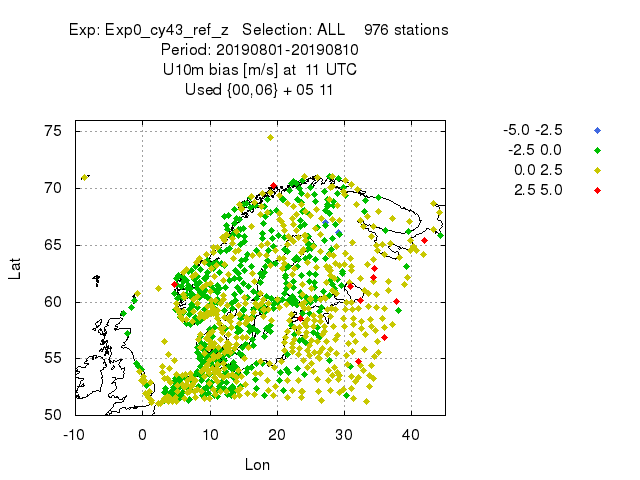 Exp: Exp0_cy43_ref_z   Selection: ALL    976 stations
Period: 20190801-20190810
U10m bias [m/s] at  11 UTC
Used {00,06} + 05 11
-5.0 -2.5
-2.5 0.0
0.0 2.5
2.5 5.0
75
70
65
60
55
50
Lat
-10 0 10 20 30 40
Lon